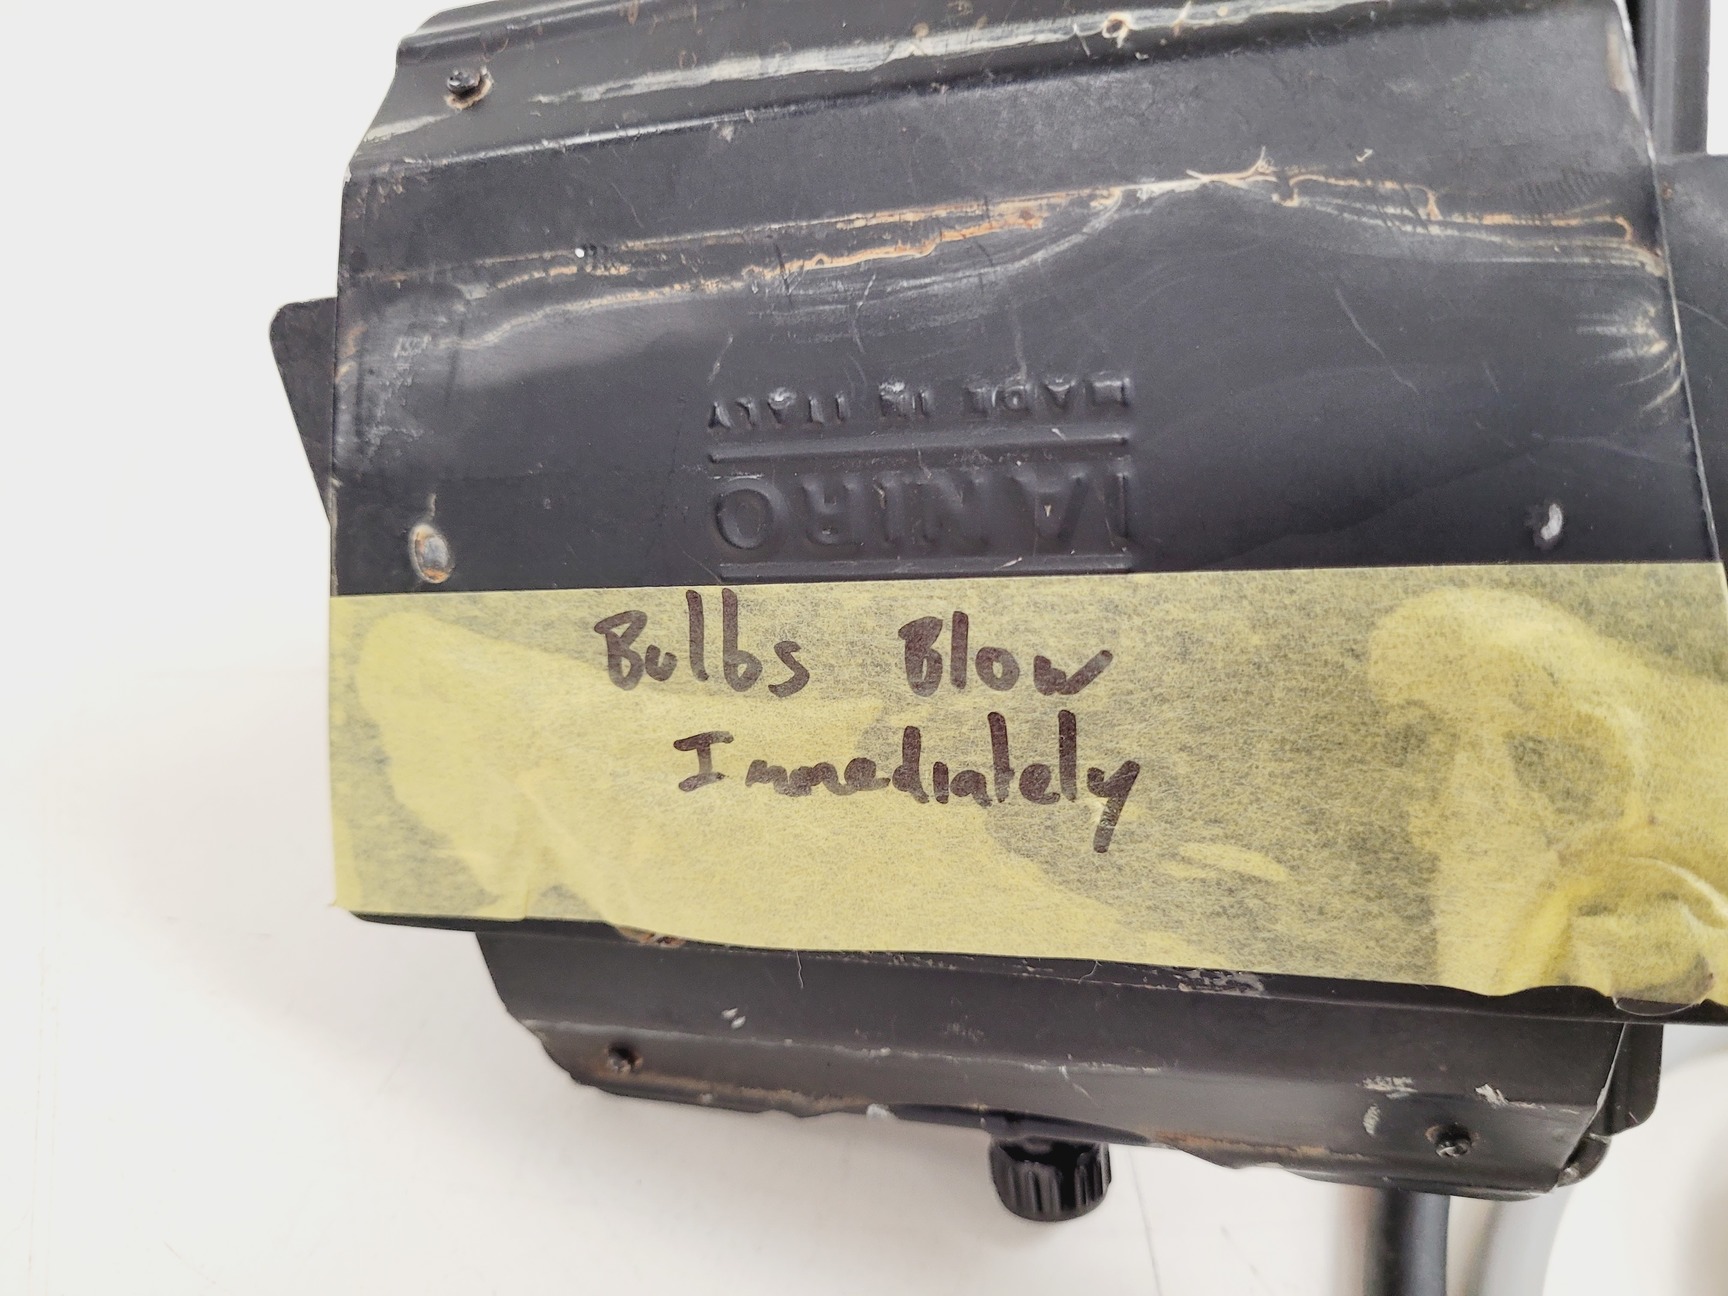 MADE IN ITALY
IANIRO
Bulbs Blow
Immediately